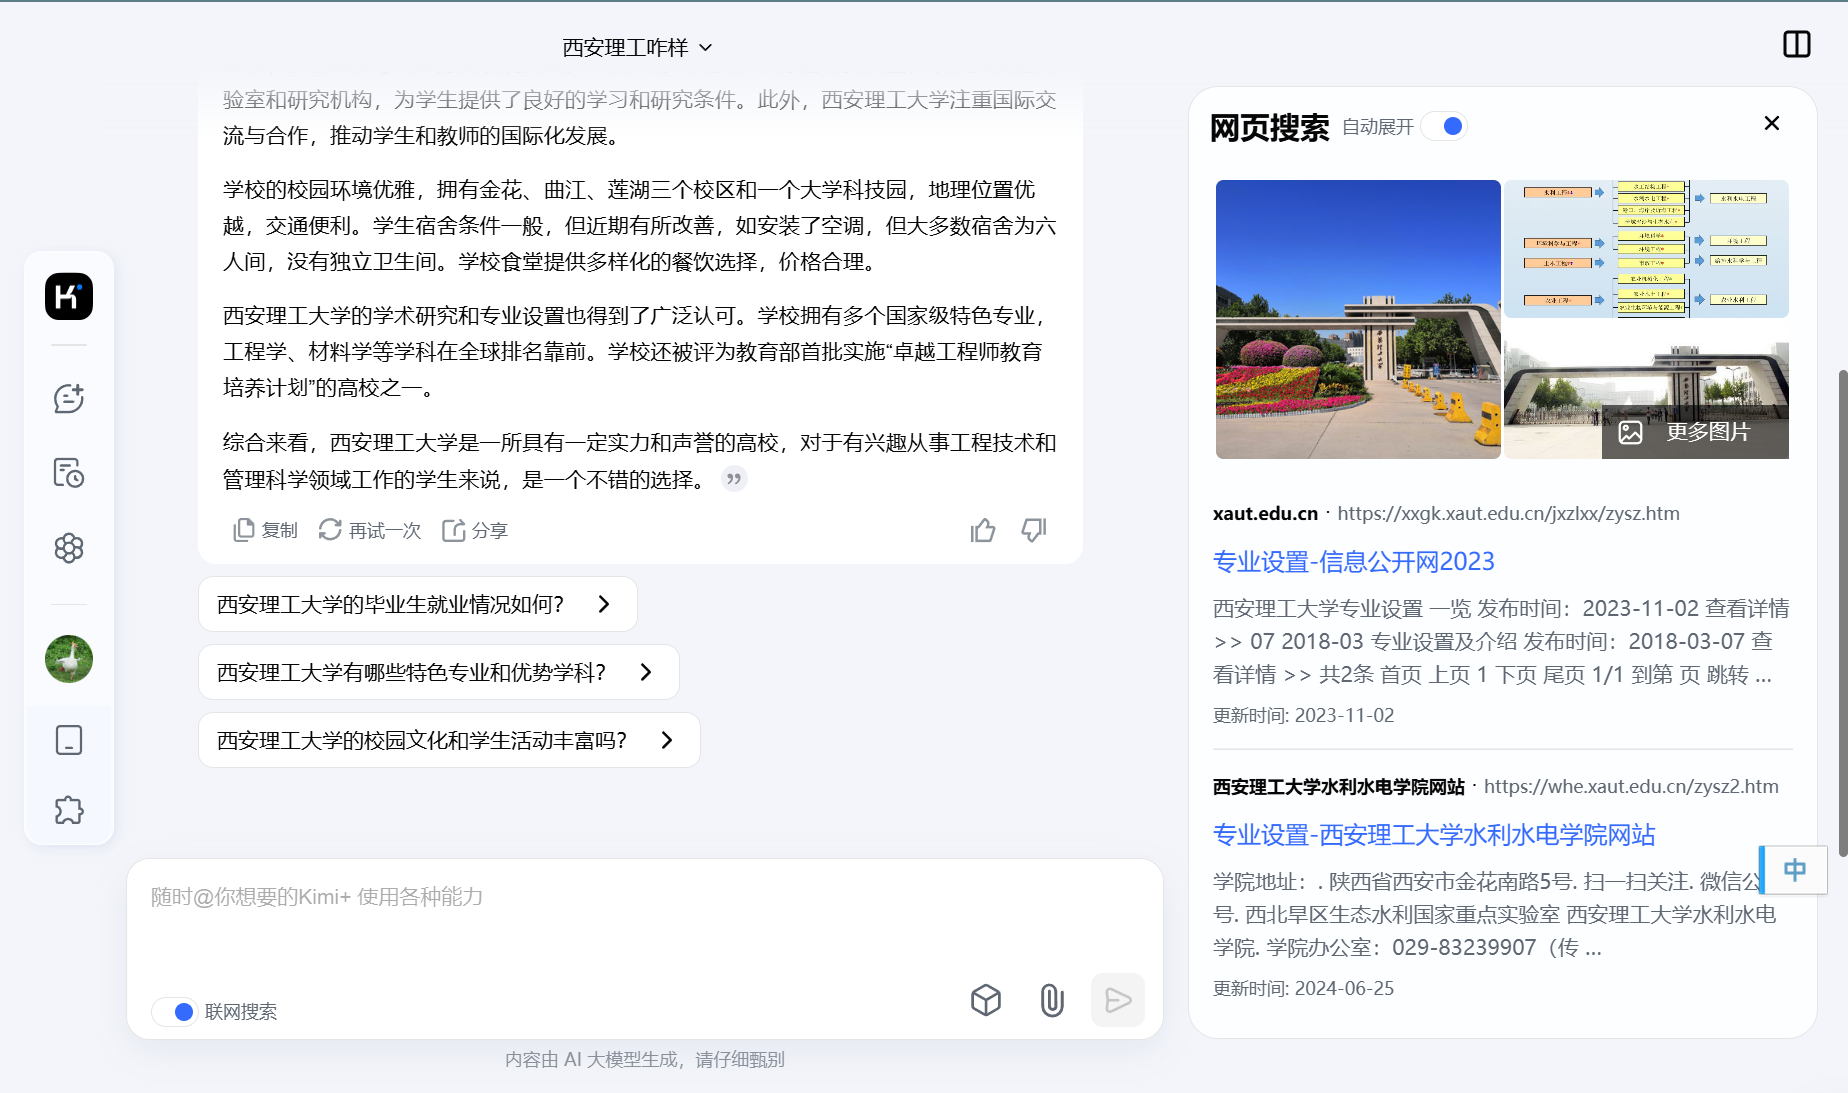 西安理工咋样
验室和研究机构，为学生提供了良好的学习和研究条件。此外，西安理工大学注重国际交
流与合作，推动学生和教师的国际化发展。
学校的校园环境优雅，拥有金花、曲江、莲湖三个校区和一个大学科技园，地理位置优
越，交通便利。学生宿舍条件一般，但近期有所改善，如安装了空调，但大多数宿舍为六
人间，没有独立卫生间。学校食堂提供多样化的餐饮选择，价格合理。
西安理工大学的学术研究和专业设置也得到了广泛认可。学校拥有多个国家级特色专业，
工程学、材料学等学科在全球排名靠前。学校还被评为教育部首批实施“卓越工程师教育
培养计划”的高校之一。
综合来看，西安理工大学是一所具有一定实力和声誉的高校，对于有兴趣从事工程技术和
管理科学领域工作的学生来说，是一个不错的选择。
复制 再试一次 分享
西安理工大学的毕业生就业情况如何？
西安理工大学有哪些特色专业和优势学科？
西安理工大学的校园文化和学生活动丰富吗？
随时@你想要的Kimi+ 使用各种能力
联网搜索
内容由 AI 大模型生成，请仔细甄别
网页搜索 自动展开
更多图片
xaut.edu.cn · https://xxgk.xaut.edu.cn/jxzlxx/zysz.htm
专业设置-信息公开网2023
西安理工大学专业设置 一览 发布时间：2023-11-02 查看详情
>> 07 2018-03 专业设置及介绍 发布时间：2018-03-07 查
看详情 >> 共2条 首页 上页 1 下页 尾页 1/1 到第 页 跳转 ...
更新时间: 2023-11-02
西安理工大学水利水电学院网站 · https://whe.xaut.edu.cn/zysz2.htm
专业设置-西安理工大学水利水电学院网站
学院地址：. 陕西省西安市金花南路5号. 扫一扫关注. 微信公
号. 西北旱区生态水利国家重点实验室 西安理工大学水利水电
学院. 学院办公室：029-83239907（传 ...
更新时间: 2024-06-25
中